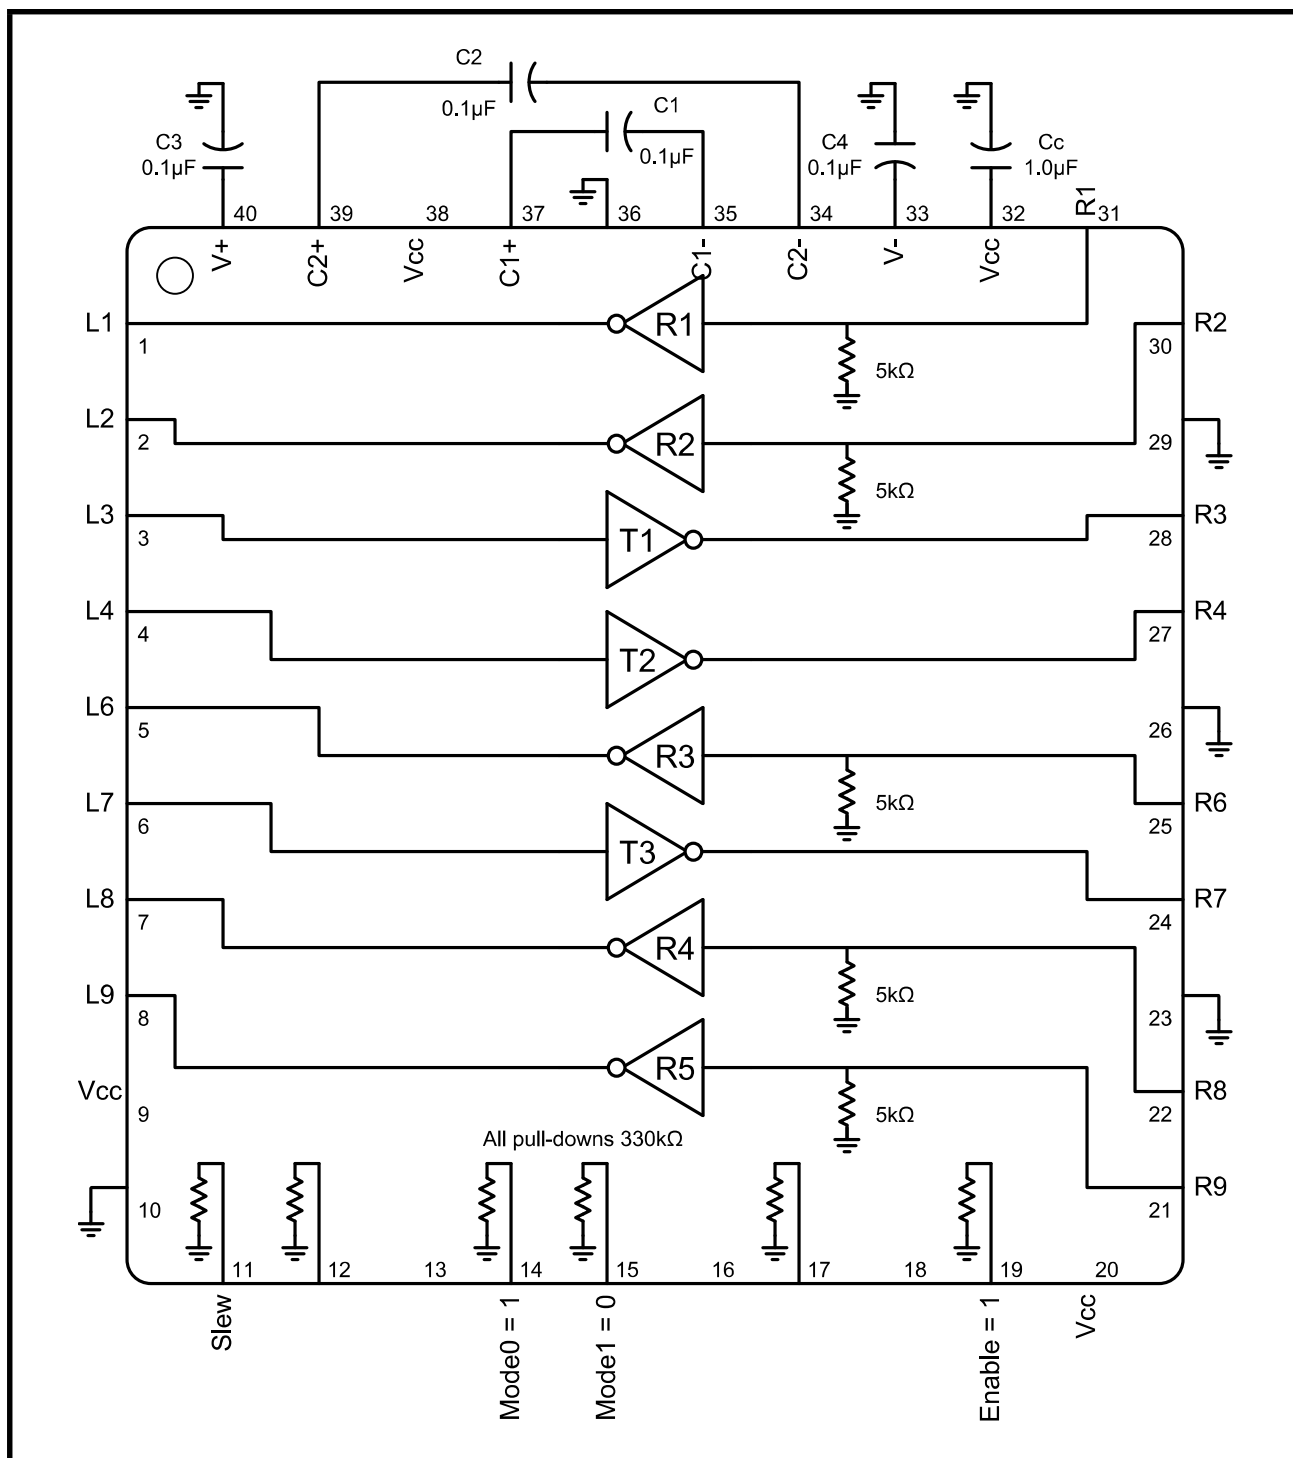 C2
0.1µF
C1
0.1µF
C3
0.1µF
C4
0.1µF
Cc
1.0µF
R1
40 39 38 37 36 35 34 33 32 31
V+ C2+ Vcc C1+ C1- C2- V- Vcc
L1 R1 R2
1 30
5kΩ
L2 R2
2 29
5kΩ
L3 T1 R3
3 28
L4 R4
4 27
T2
L6
5 26
R3
5kΩ
L7 R6
6 25
T3
L8 R7
7 24
R4
5kΩ
L9
8 23
R5
5kΩ
Vcc R8
9 22
All pull-downs 330kΩ
R9
10 21
11 12 13 14 15 16 17 18 19 20
Slew Mode0 = 1 Mode1 = 0 Enable = 1 Vcc